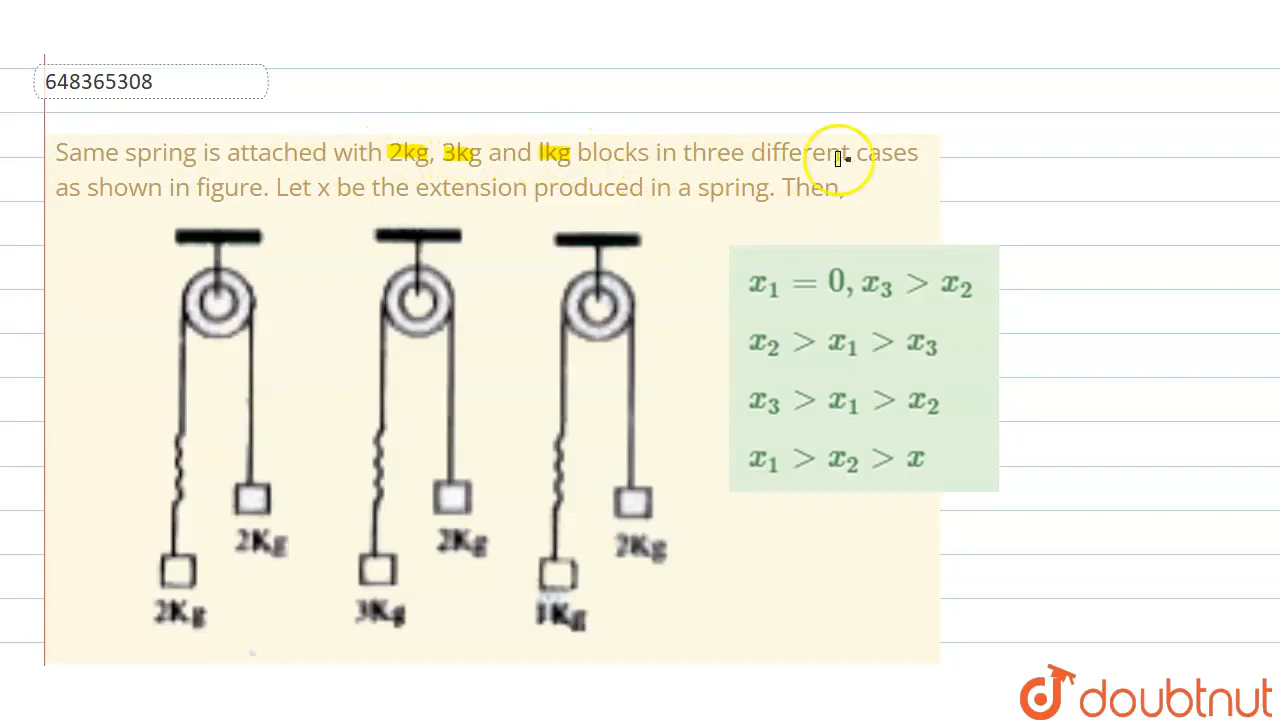 648365308
Same spring is attached with 2kg, 3kg and lkg blocks in three different cases
as shown in figure. Let x be the extension produced in a spring. Then,
x₁ = 0, x₃ > x₂
x₂ > x₁ > x₃
x₃ > x₁ > x₂
x₁ > x₂ > x
2Kg 2Kg 2Kg
2Kg 3Kg 1Kg
doubtnut